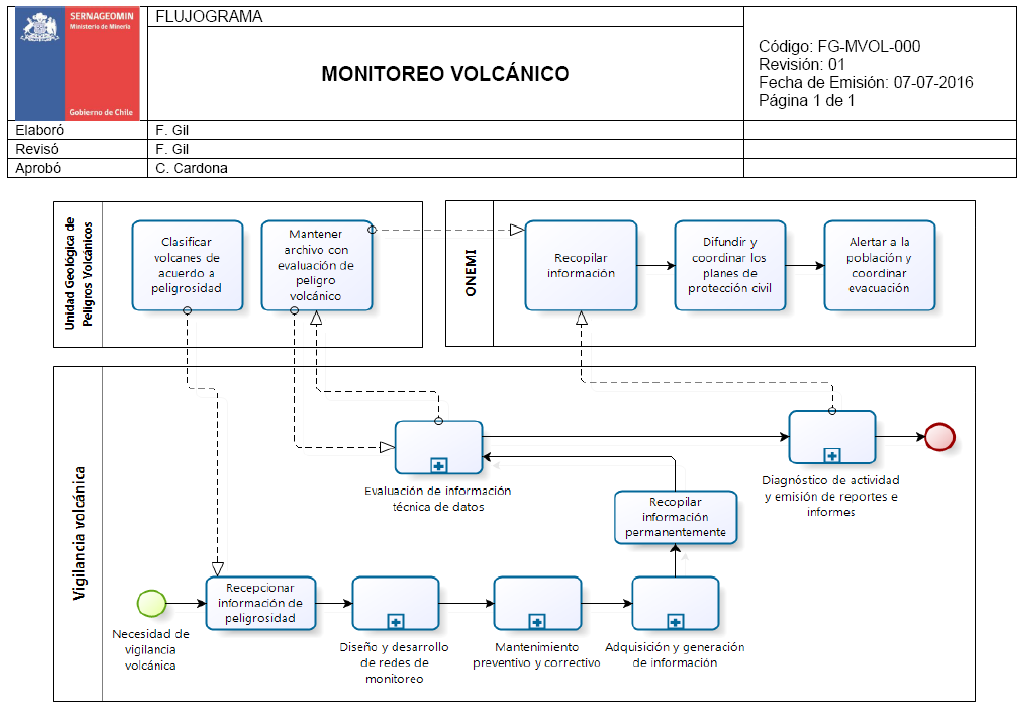 SERNAGEOMIN
Ministerio de Minería
Gobierno de Chile
FLUJOGRAMA
MONITOREO VOLCÁNICO
Código: FG-MVOL-000
Revisión: 01
Fecha de Emisión: 07-07-2016
Página 1 de 1
Elaboró
F. Gil
Revisó
F. Gil
Aprobó
C. Cardona
Unidad Geológica de
Peligros Volcánicos
Clasificar
volcanes de
acuerdo a
peligrosidad
Mantener
archivo con
evaluación de
peligro
volcánico
ONEMI
Recopilar
información
Difundir y
coordinar los
planes de
protección civil
Alertar a la
población y
coordinar
evacuación
Vigilancia volcánica
Evaluación de información
técnica de datos
Diagnóstico de actividad
y emisión de reportes e
informes
Recopilar
información
permanentemente
Necesidad de
vigilancia
volcánica
Recepcionar
información de
peligrosidad
Diseño y desarrollo
de redes de
monitoreo
Mantenimiento
preventivo y correctivo
Adquisición y generación
de información